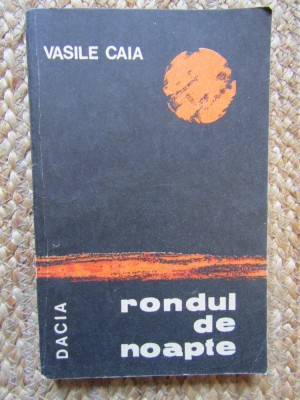 VASILE CAIA
rondul
de
noapte
DACIA